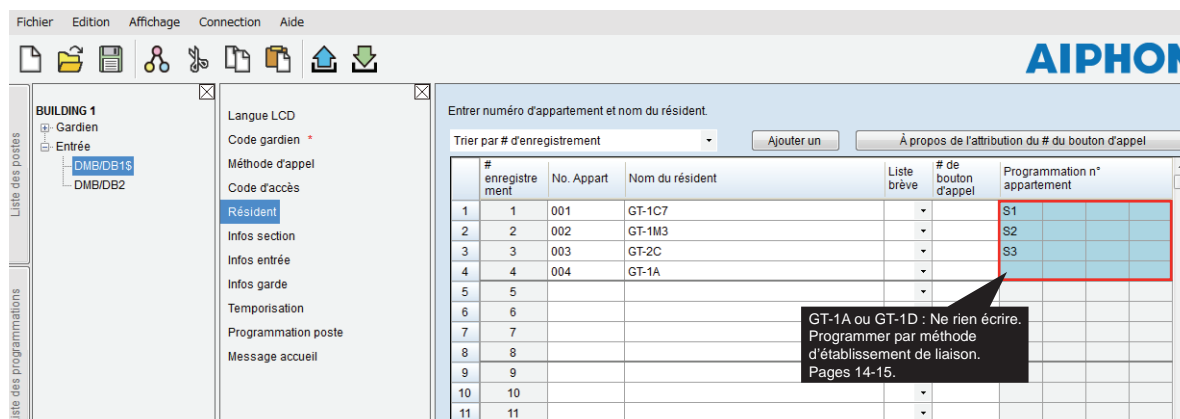 Fichier Edition Affichage Connection Aide
AIPHON
Liste des postes
Liste des programmations
BUILDING 1
Gardien
Entrée
DMB/DB1$
DMB/DB2
Langue LCD
Code gardien *
Méthode d'appel
Code d'accès
Résident
Infos section
Infos entrée
Infos garde
Temporisation
Programmation poste
Message accueil
Entrer numéro d'appartement et nom du résident.
Trier par # d'enregistrement Ajouter un À propos de l'attribution du # du bouton d'appel
# enregistre ment No. Appart Nom du résident Liste brève # de bouton d'appel Programmation n° appartement
1 1 001 GT-1C7 S1
2 2 002 GT-1M3 S2
3 3 003 GT-2C S3
4 4 004 GT-1A
5 5
6 6
7 7
8 8
9 9
10 10
11 11
GT-1A ou GT-1D : Ne rien écrire.
Programmer par méthode
d'établissement de liaison.
Pages 14-15.